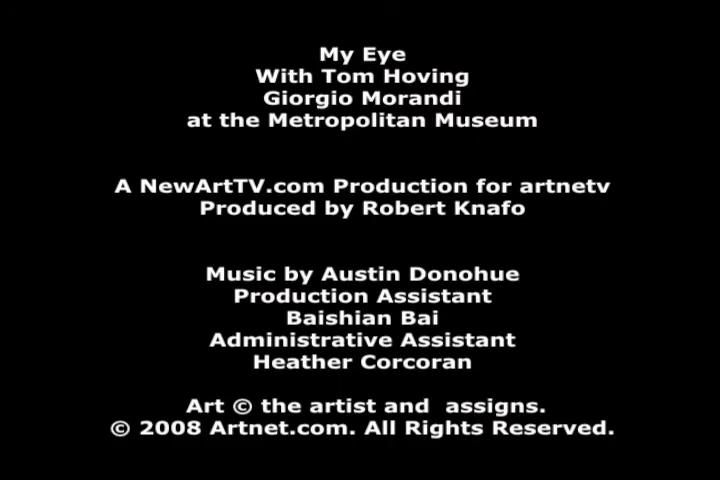 My Eye
With Tom Hoving
Giorgio Morandi
at the Metropolitan Museum
A NewArtTV.com Production for artnetv
Produced by Robert Knafo
Music by Austin Donohue
Production Assistant
Baishian Bai
Administrative Assistant
Heather Corcoran
Art © the artist and  assigns.
© 2008 Artnet.com. All Rights Reserved.